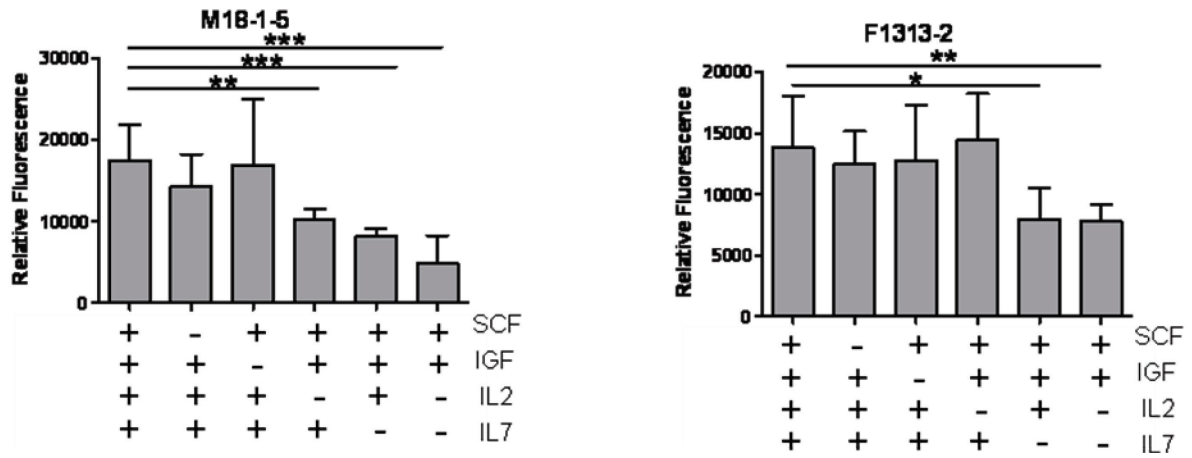 M18-1-5
***
***
**
30000
20000
10000
0
Relative Fluorescence
+ - + + + + SCF
+ + - + + + IGF
+ + + - + - IL2
+ + + + - - IL7
F1313-2
**
*
20000
15000
10000
5000
0
Relative Fluorescence
+ - + + + + SCF
+ + - + + + IGF
+ + + - + - IL2
+ + + + - - IL7